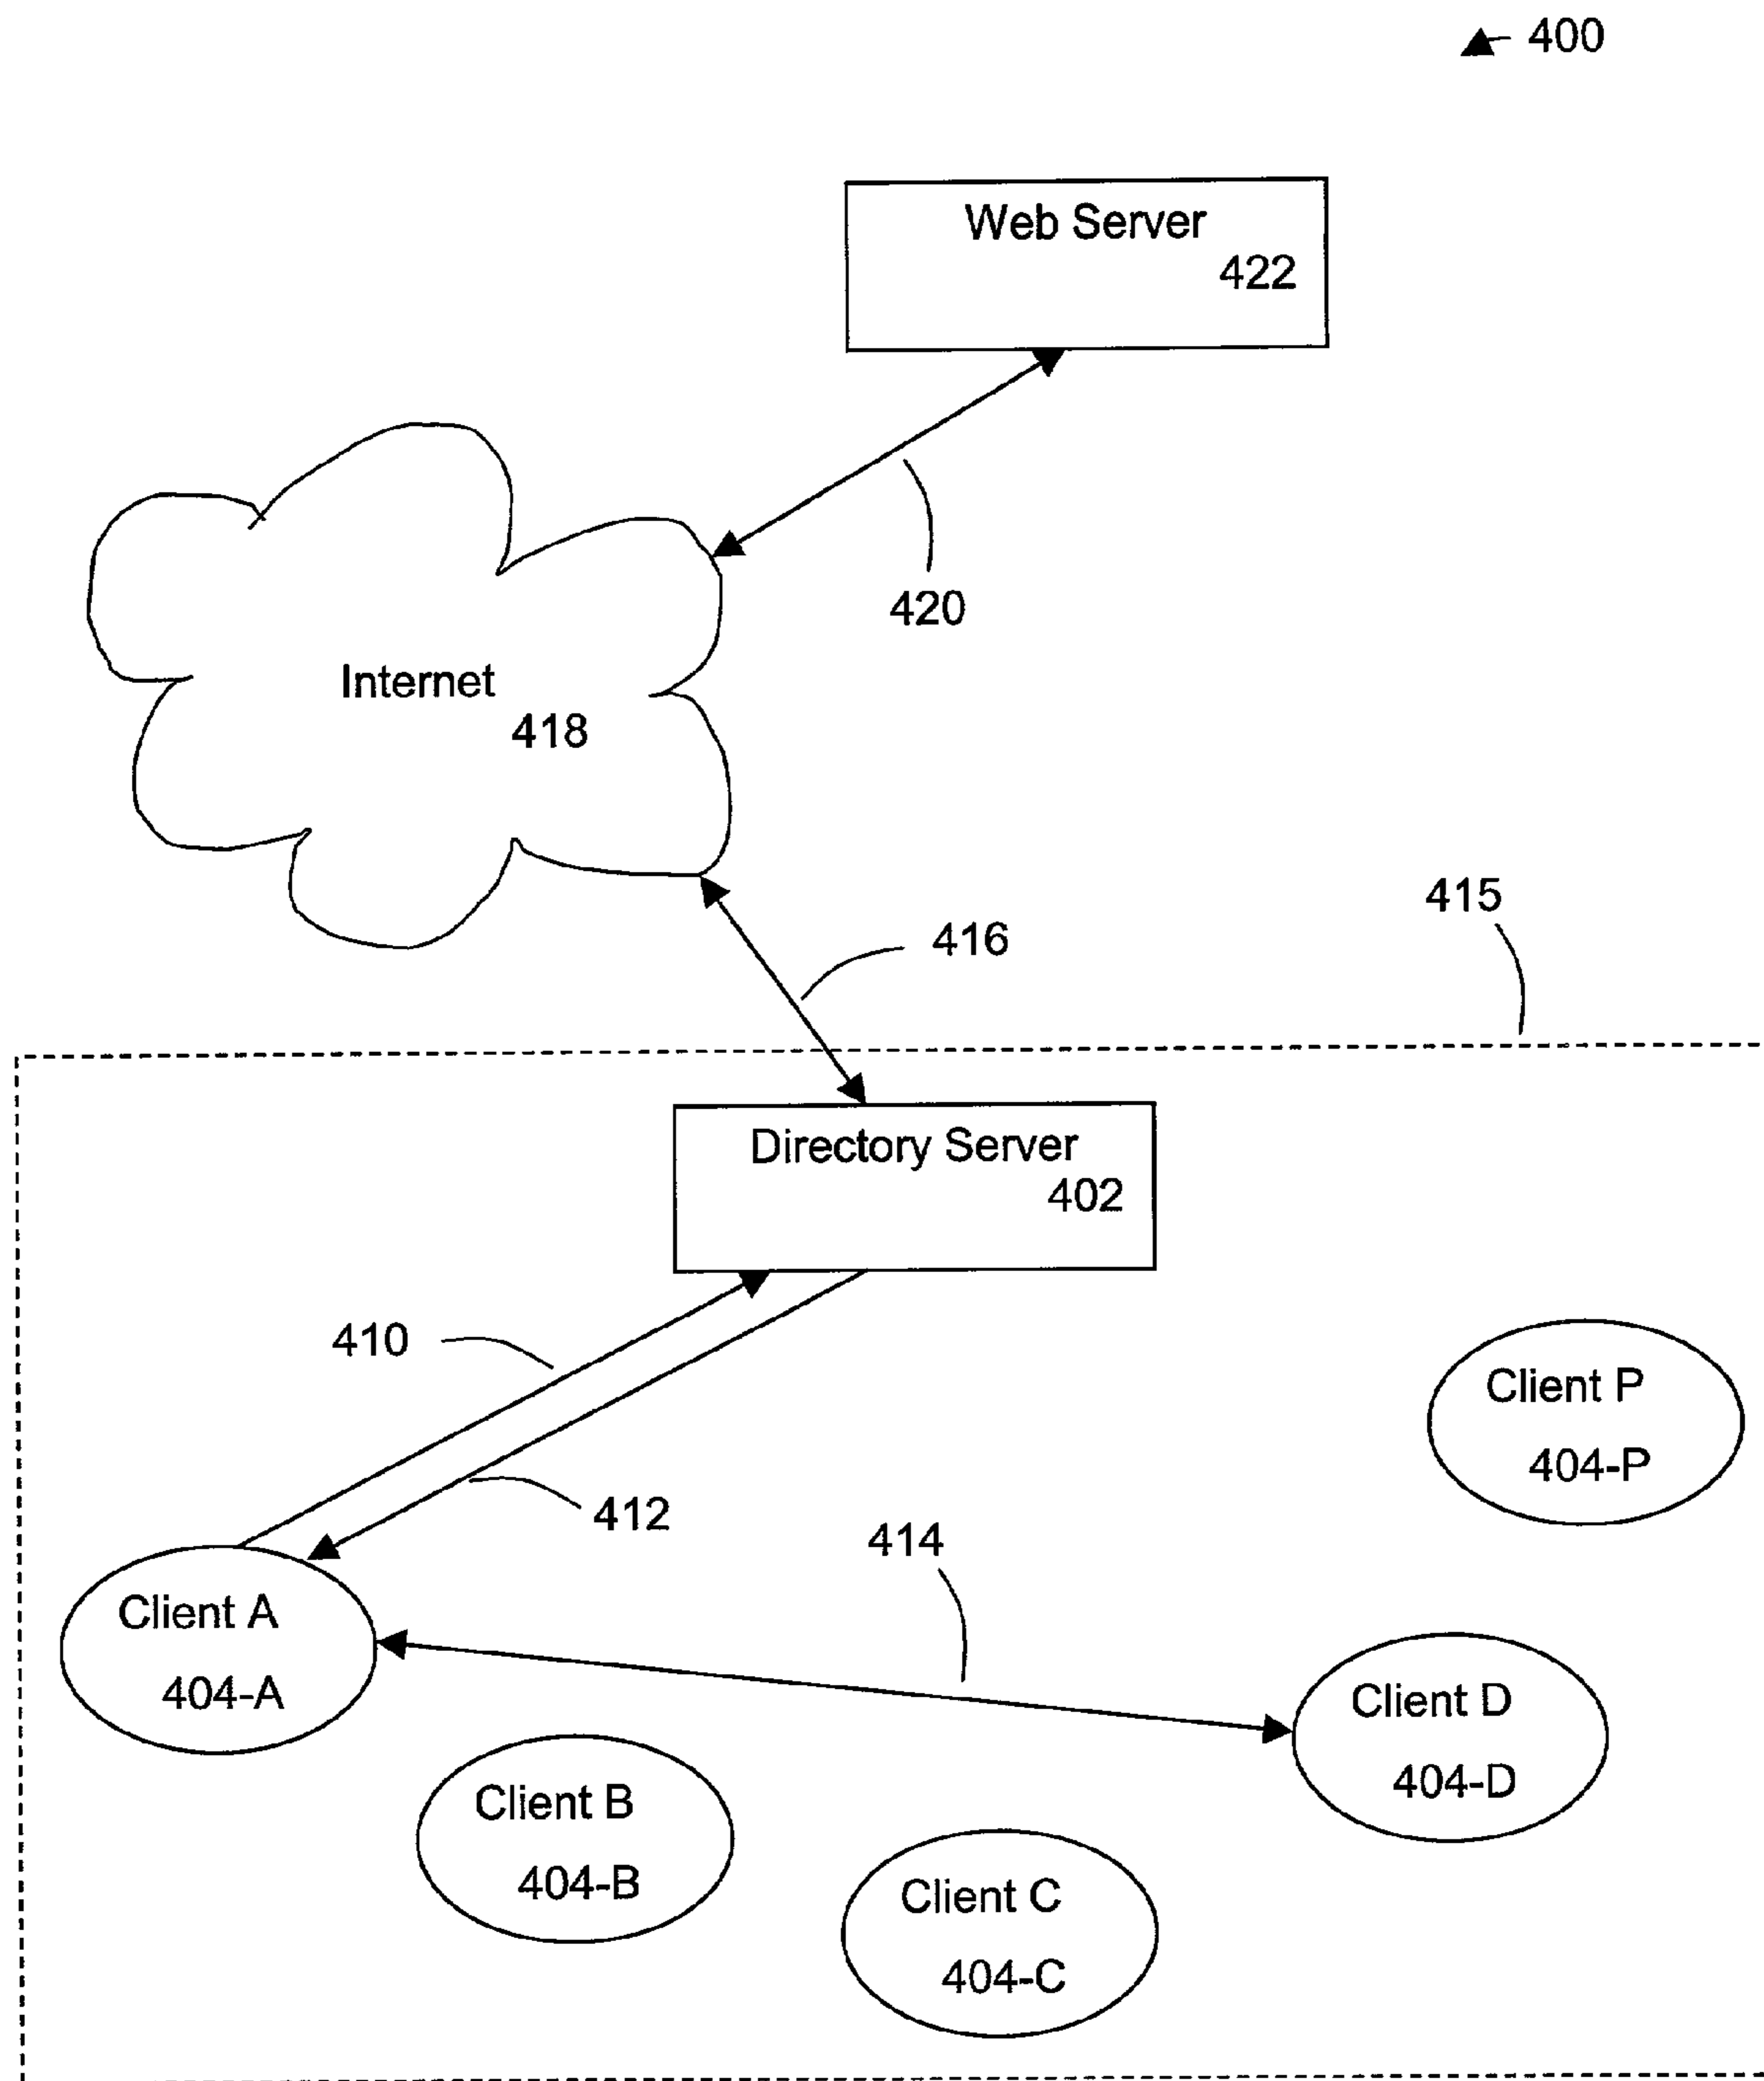 400
Web Server
422
420
Internet
418
415
416
Directory Server
402
410
Client P
404-P
412
414
Client A
404-A
Client D
404-D
Client B
404-B
Client C
404-C